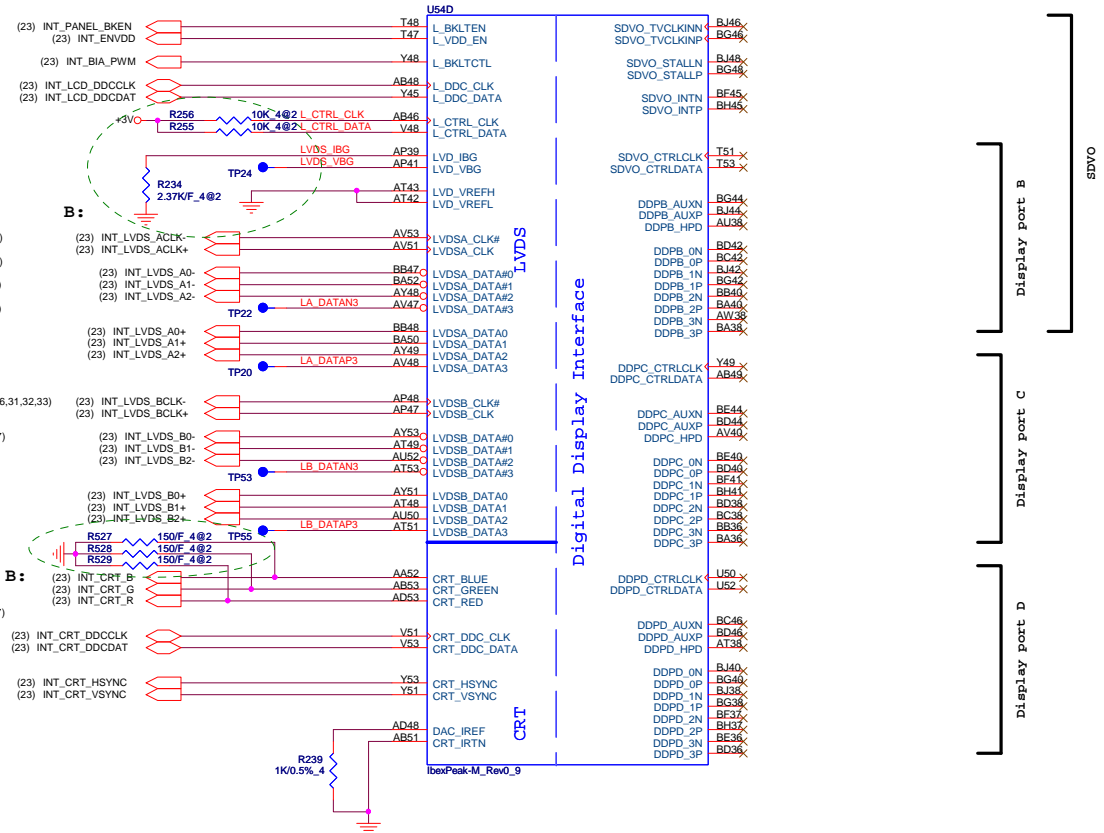 U54D
(23) INT_PANEL_BKEN T48 L_BKLTEN
(23) INT_ENVDD T47 L_VDD_EN
(23) INT_BIA_PWM Y48 L_BKLTCTL
(23) INT_LCD_DDCCLK AB48 L_DDC_CLK
(23) INT_LCD_DDCDAT Y45 L_DDC_DATA
+3V R256 10K_4@2 L_CTRL_CLK AB46 L_CTRL_CLK
R255 10K_4@2 L_CTRL_DATA V48 L_CTRL_DATA
LVDS_IBG AP39 LVD_IBG
TP24 LVDS_VBG AP41 LVD_VBG
R234
2.37K/F_4@2
AT43 LVD_VREFH
AT42 LVD_VREFL
B:
(23) INT_LVDS_ACLK- AV53 LVDSA_CLK#
(23) INT_LVDS_ACLK+ AV51 LVDSA_CLK
(23) INT_LVDS_A0- BB47 LVDSA_DATA#0
(23) INT_LVDS_A1- BA52 LVDSA_DATA#1
(23) INT_LVDS_A2- AY48 LVDSA_DATA#2
TP22 LA_DATAN3 AV47 LVDSA_DATA#3
(23) INT_LVDS_A0+ BB48 LVDSA_DATA0
(23) INT_LVDS_A1+ BA50 LVDSA_DATA1
(23) INT_LVDS_A2+ AY49 LVDSA_DATA2
TP20 LA_DATAP3 AV48 LVDSA_DATA3
6,31,32,33)
(23) INT_LVDS_BCLK- AP48 LVDSB_CLK#
(23) INT_LVDS_BCLK+ AP47 LVDSB_CLK
(23) INT_LVDS_B0- AY53 LVDSB_DATA#0
(23) INT_LVDS_B1- AT49 LVDSB_DATA#1
(23) INT_LVDS_B2- AU52 LVDSB_DATA#2
TP53 LB_DATAN3 AT53 LVDSB_DATA#3
(23) INT_LVDS_B0+ AY51 LVDSB_DATA0
(23) INT_LVDS_B1+ AT48 LVDSB_DATA1
(23) INT_LVDS_B2+ AU50 LVDSB_DATA2
TP55 LB_DATAP3 AT51 LVDSB_DATA3
R527 150/F_4@2
R528 150/F_4@2
R529 150/F_4@2
B:
(23) INT_CRT_B AA52 CRT_BLUE
(23) INT_CRT_G AB53 CRT_GREEN
(23) INT_CRT_R AD53 CRT_RED
(23) INT_CRT_DDCCLK V51 CRT_DDC_CLK
(23) INT_CRT_DDCDAT V53 CRT_DDC_DATA
(23) INT_CRT_HSYNC Y53 CRT_HSYNC
(23) INT_CRT_VSYNC Y51 CRT_VSYNC
AD48 DAC_IREF
AB51 CRT_IRTN
R239
1K/0.5%_4
IbexPeak-M_Rev0_9
LVDS
CRT
Digital Display Interface
SDVO_TVCLKINN BJ46
SDVO_TVCLKINP BG46
SDVO_STALLN BJ48
SDVO_STALLP BG48
SDVO_INTN BF45
SDVO_INTP BH45
SDVO_CTRLCLK T51
SDVO_CTRLDATA T53
DDPB_AUXN BG44
DDPB_AUXP BJ44
DDPB_HPD AU38
DDPB_0N BD42
DDPB_0P BC42
DDPB_1N BJ42
DDPB_1P BG42
DDPB_2N BB40
DDPB_2P BA40
DDPB_3N AW38
DDPB_3P BA38
DDPC_CTRLCLK Y49
DDPC_CTRLDATA AB49
DDPC_AUXN BE44
DDPC_AUXP BD44
DDPC_HPD AV40
DDPC_0N BE40
DDPC_0P BD40
DDPC_1N BF41
DDPC_1P BH41
DDPC_2N BD38
DDPC_2P BC38
DDPC_3N BB36
DDPC_3P BA36
DDPD_CTRLCLK U50
DDPD_CTRLDATA U52
DDPD_AUXN BC46
DDPD_AUXP BD46
DDPD_HPD AT38
DDPD_0N BJ40
DDPD_0P BG40
DDPD_1N BJ38
DDPD_1P BG38
DDPD_2N BF37
DDPD_2P BH37
DDPD_3N BE36
DDPD_3P BD36
Display port B
Display port C
Display port D
SDVO